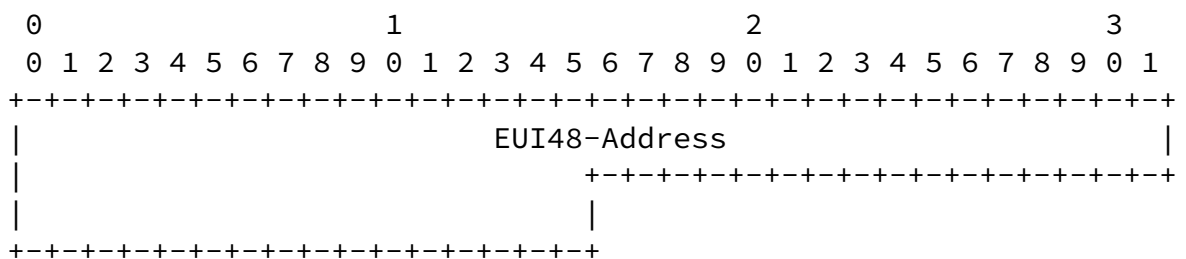 0                   1                   2                   3
0 1 2 3 4 5 6 7 8 9 0 1 2 3 4 5 6 7 8 9 0 1 2 3 4 5 6 7 8 9 0 1
+-+-+-+-+-+-+-+-+-+-+-+-+-+-+-+-+-+-+-+-+-+-+-+-+-+-+-+-+-+-+-+-+
|                          EUI48-Address                        |
|                               +-+-+-+-+-+-+-+-+-+-+-+-+-+-+-+-+
|                               |
+-+-+-+-+-+-+-+-+-+-+-+-+-+-+-+-+